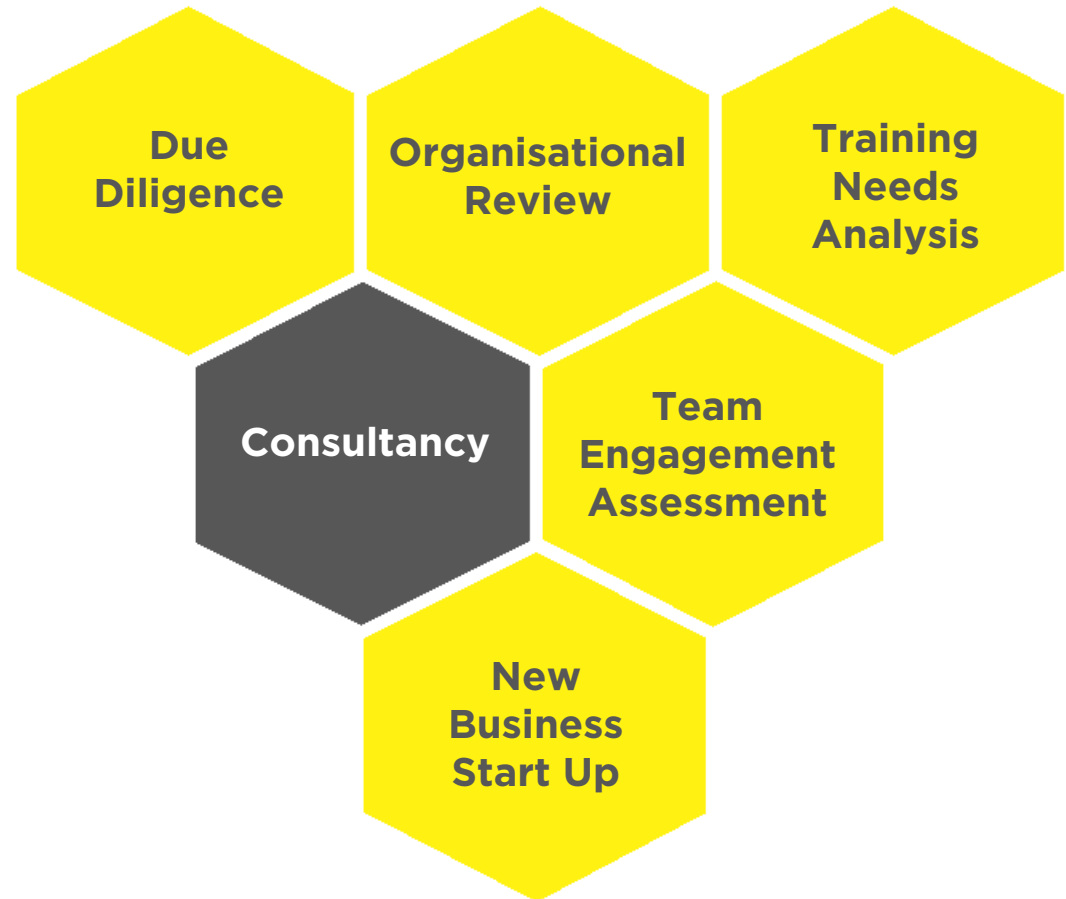 Due
Diligence
Organisational
Review
Training
Needs
Analysis
Consultancy
Team
Engagement
Assessment
New
Business
Start Up